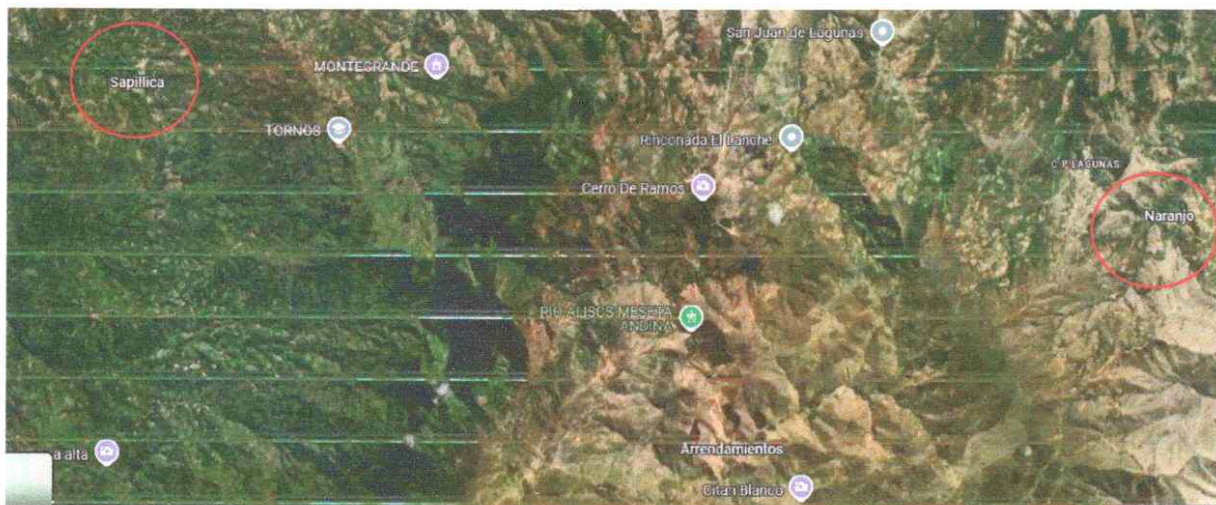 San Juan de Lagunas
MONTEGRANDE
Sapillica
TORNOS
Rinconada El Lanche
C.P. LAGUNAS
Cerro De Ramos
Naranjo
RIO ALISOS MESETA
ANDINA
Arrendamientos
a alta
Citan Blanco